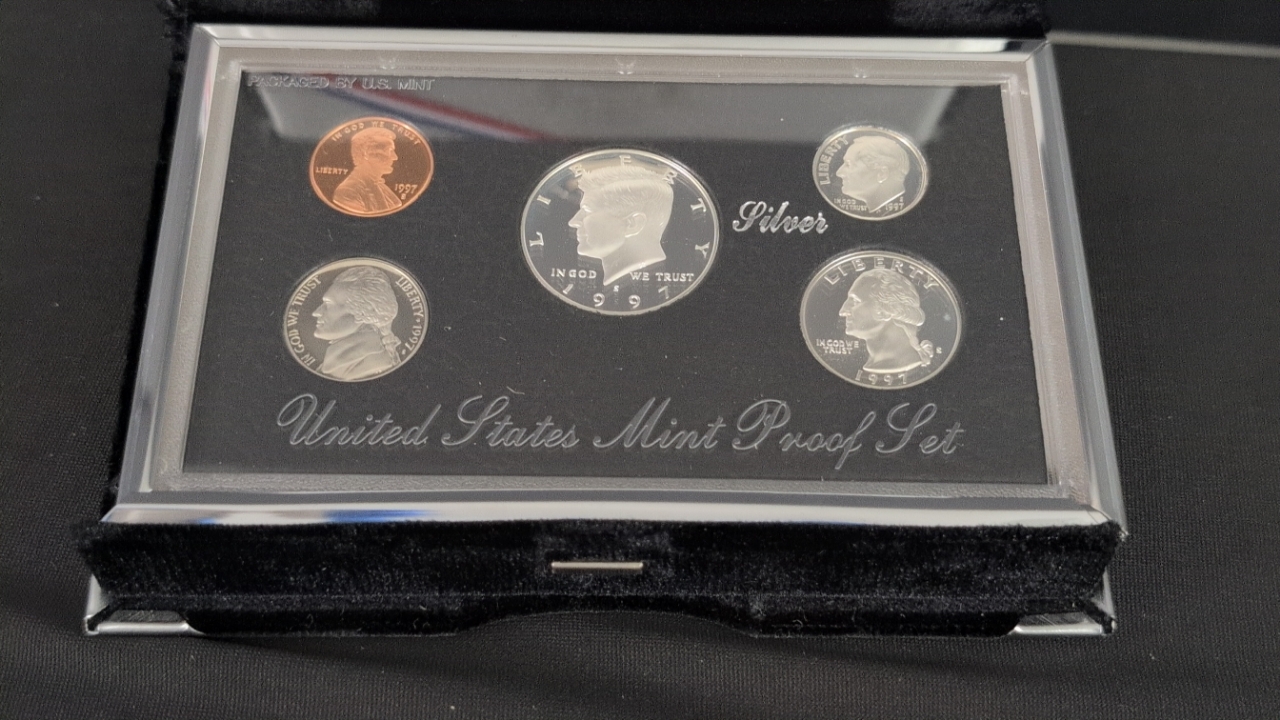 PACKAGED BY U.S. MINT
IN GOD WE TRUST
LIBERTY
1997
S
LIBERTY
IN GOD WE TRUST
S
1997
LIBERTY
IN GOD
WE TRUST
S
1997
Silver
IN GOD WE TRUST
LIBERTY • 1997
LIBERTY
IN GOD WE
TRUST
S
1997
United States Mint Proof Set